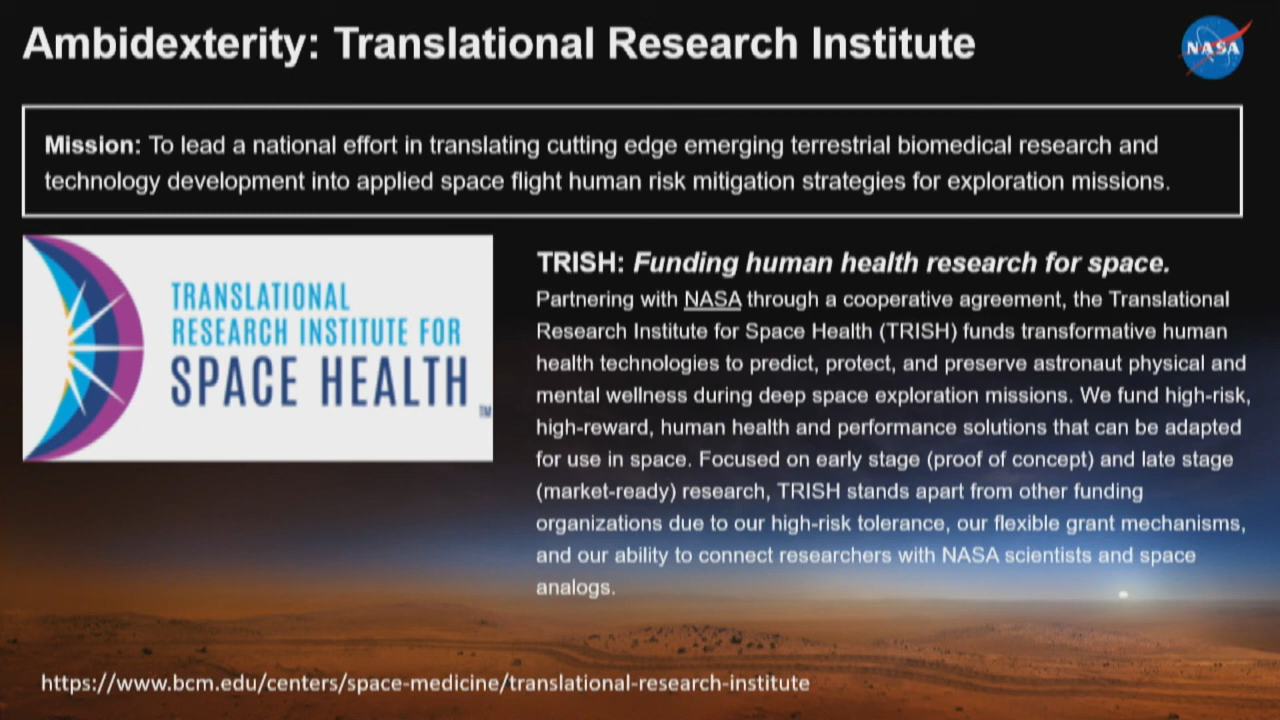 Ambidexterity: Translational Research Institute
NASA
Mission: To lead a national effort in translating cutting edge emerging terrestrial biomedical research and
technology development into applied space flight human risk mitigation strategies for exploration missions.
TRANSLATIONAL
RESEARCH INSTITUTE FOR
SPACE HEALTH
TM
TRISH: Funding human health research for space.
Partnering with NASA through a cooperative agreement, the Translational
Research Institute for Space Health (TRISH) funds transformative human
health technologies to predict, protect, and preserve astronaut physical and
mental wellness during deep space exploration missions. We fund high-risk,
high-reward, human health and performance solutions that can be adapted
for use in space. Focused on early stage (proof of concept) and late stage
(market-ready) research, TRISH stands apart from other funding
organizations due to our high-risk tolerance, our flexible grant mechanisms,
and our ability to connect researchers with NASA scientists and space
analogs.
https://www.bcm.edu/centers/space-medicine/translational-research-institute